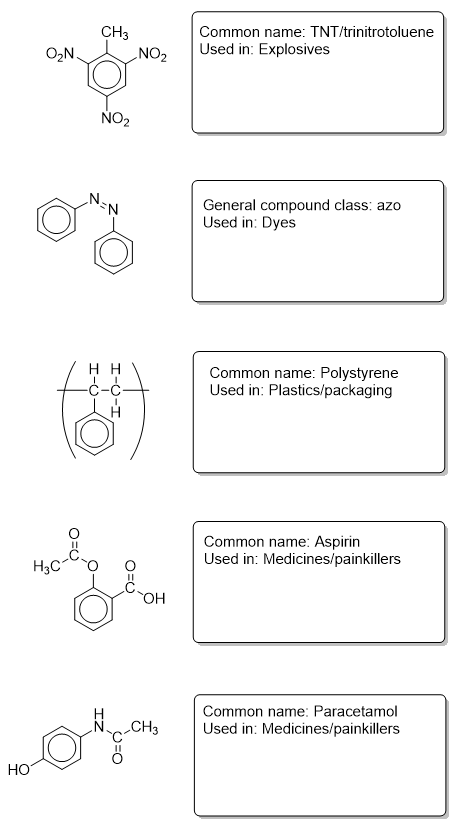 CH3
O2N
NO2
NO2
Common name: TNT/trinitrotoluene
Used in: Explosives
N
N
General compound class: azo
Used in: Dyes
H H
C C
H
Common name: Polystyrene
Used in: Plastics/packaging
O
C
H3C
O
O
C
OH
Common name: Aspirin
Used in: Medicines/painkillers
H
N
CH3
C
O
HO
Common name: Paracetamol
Used in: Medicines/painkillers